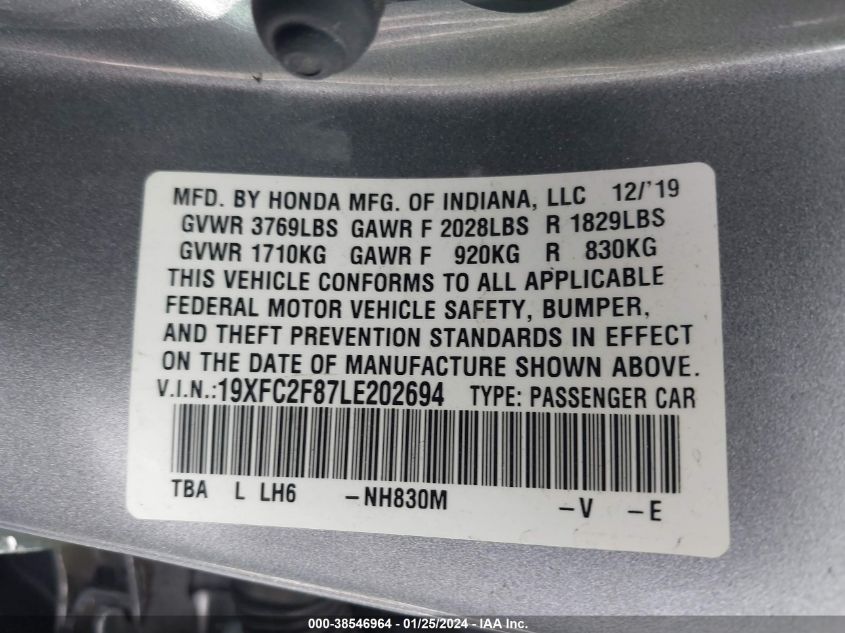 MFD. BY HONDA MFG. OF INDIANA, LLC 12/'19
GVWR 3769LBS GAWR F 2028LBS R 1829LBS
GVWR 1710KG GAWR F 920KG R 830KG
THIS VEHICLE CONFORMS TO ALL APPLICABLE
FEDERAL MOTOR VEHICLE SAFETY, BUMPER,
AND THEFT PREVENTION STANDARDS IN EFFECT
ON THE DATE OF MANUFACTURE SHOWN ABOVE.
V.I.N.:19XFC2F87LE202694 TYPE: PASSENGER CAR
TBA L LH6 -NH830M -V -E
000-38546964 - 01/25/2024 - IAA Inc.